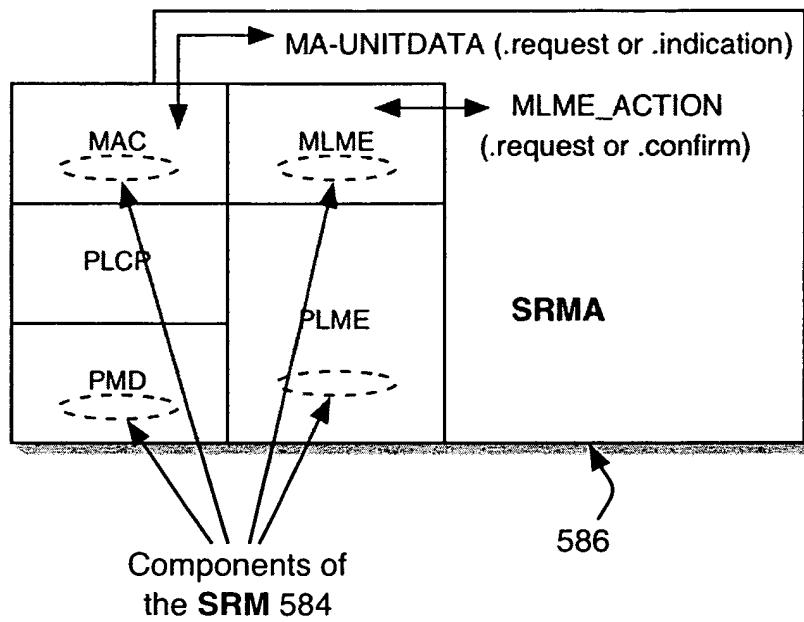 MA-UNITDATA (.request or .indication)
MLME_ACTION
(.request or .confirm)
MAC
MLME
PLCP
PLME
SRMA
PMD
586
Components of
the SRM 584